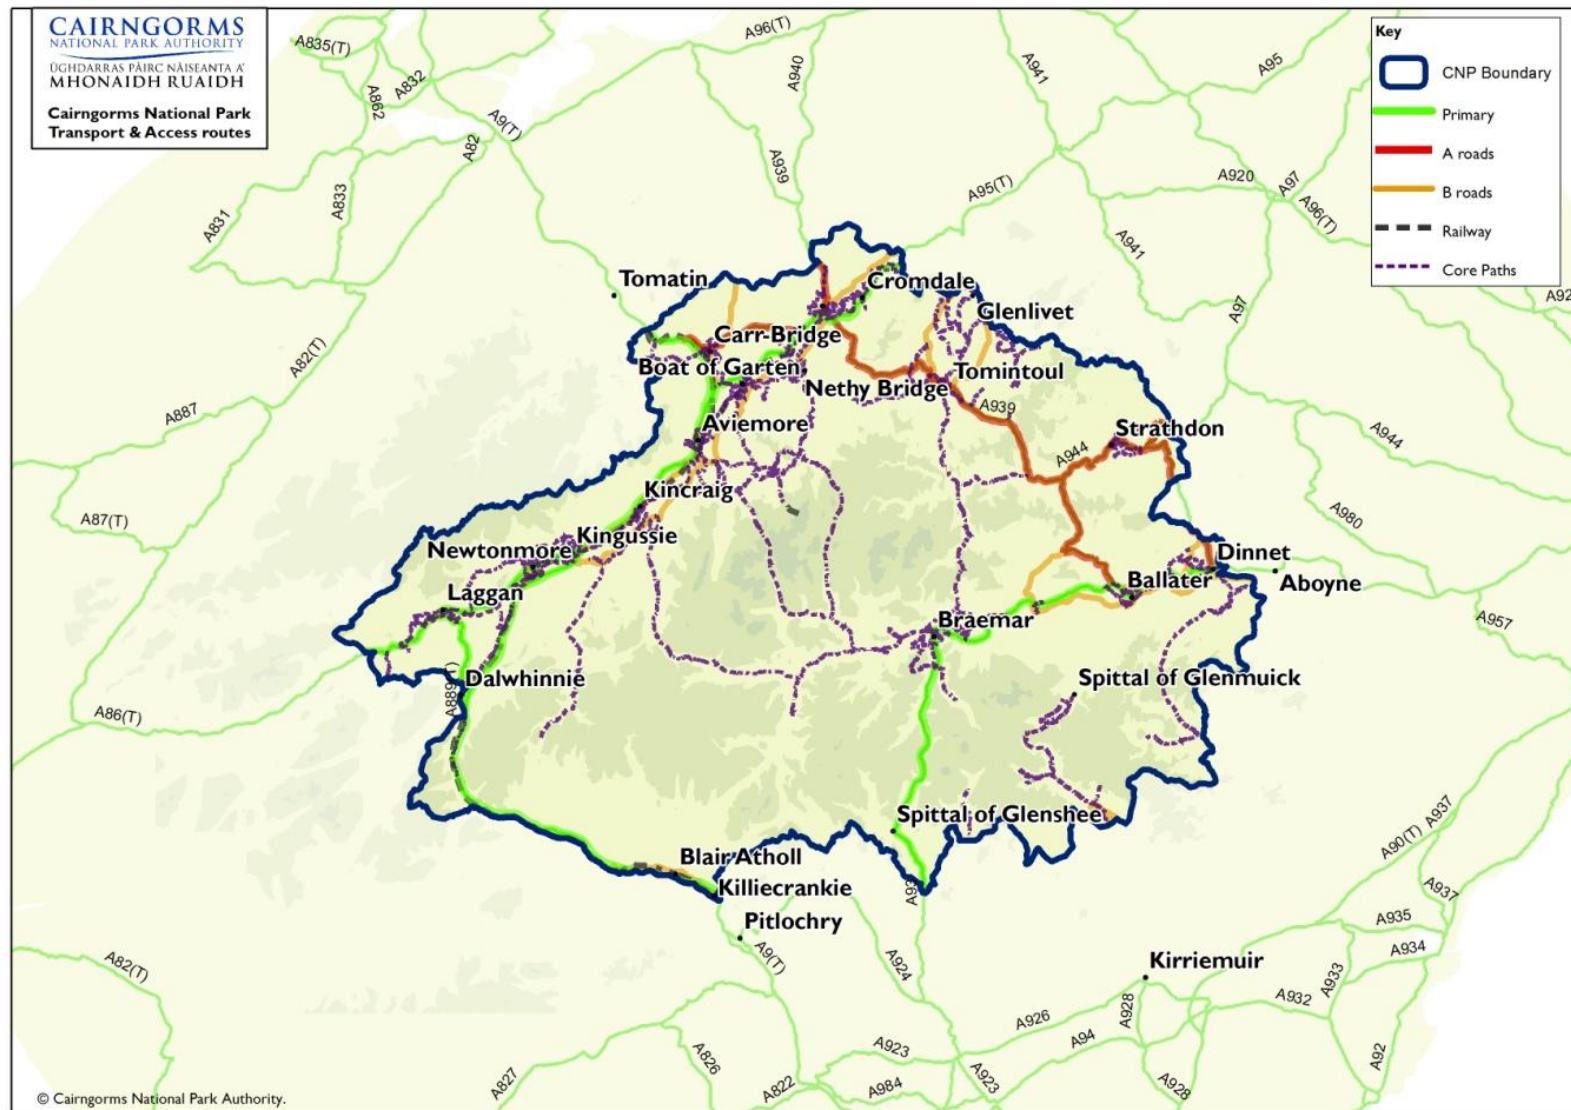 CAIRNGORMS
NATIONAL PARK AUTHORITY
ÙGHDARRAS PÀIRC NÀISEANTA A'
MHONAIDH RUAIDH
Cairngorms National Park
Transport & Access routes
Key
CNP Boundary
Primary
A roads
B roads
Railway
Core Paths
A835(T)
A832
A862
A82
A9(T)
A96(T)
A940
A939
A941
A95
A833
A831
A95(T)
A920
A97
A96(T)
A941
A97
A92
A82(T)
A887
A87(T)
A86(T)
A889(T)
A939
A944
A944
A980
A957
Tomatin
Cromdale
Glenlivet
Carr-Bridge
Boat of Garten
Nethy Bridge
Tomintoul
Aviemore
Strathdon
Kincraig
Kingussie
Newtonmore
Laggan
Dinnet
Ballater
Aboyne
Braemar
Dalwhinnie
Spittal of Glenmuick
Spittal of Glenshee
Blair Atholl
Killiecrankie
Pitlochry
Kirriemuir
A93
A9(T)
A924
A82(T)
A827
A826
A822
A923
A984
A923
A926
A94
A928
A928
A932
A933
A935
A934
A937
A937
A90(T)
A92
© Cairngorms National Park Authority.